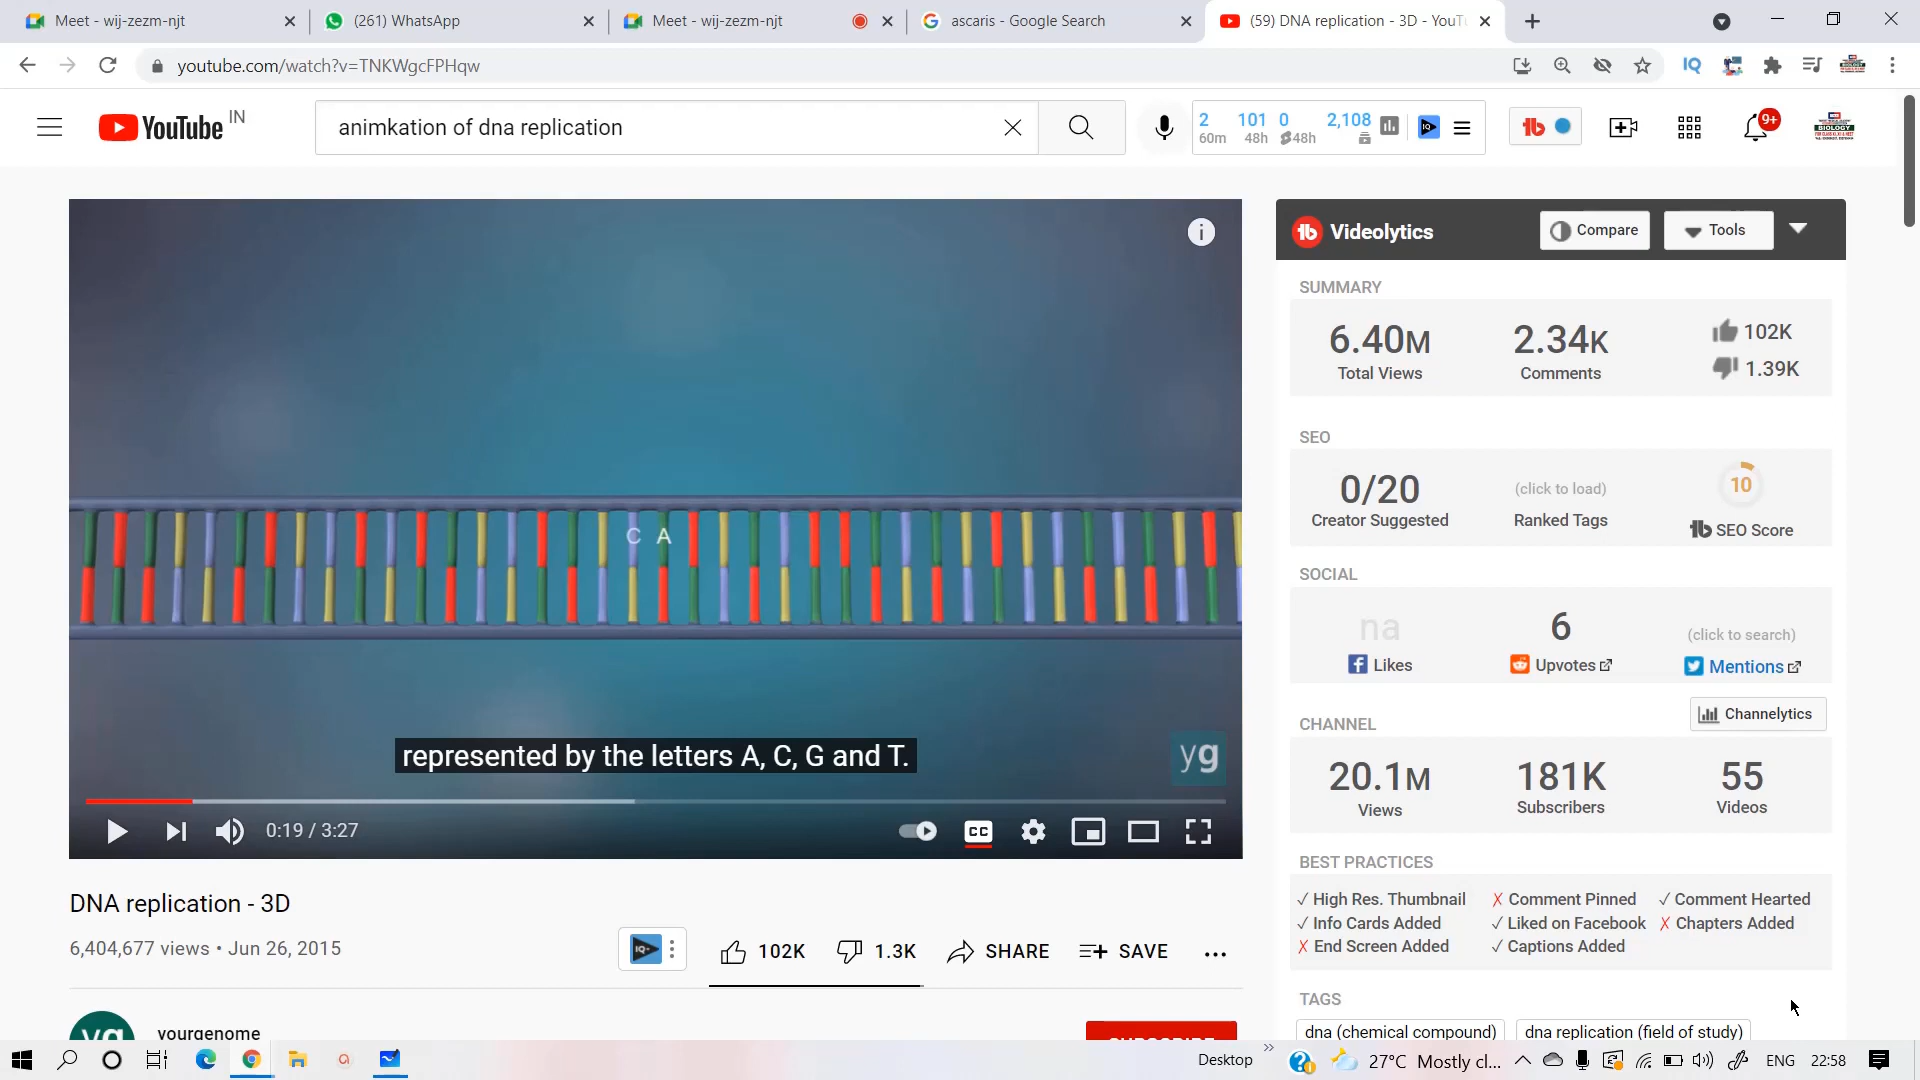 Meet - wij-zezm-njt
(261) WhatsApp
Meet - wij-zezm-njt
ascaris - Google Search
(59) DNA replication - 3D - YouT
youtube.com/watch?v=TNKWgcFPHqw
IQ
YouTube IN
animkation of dna replication
2 101 0 2,108
60m 48h 48h
9+
BIOLOGY
Videolytics
Compare
Tools
SUMMARY
6.40M
Total Views
2.34K
Comments
102K
1.39K
SEO
0/20
Creator Suggested
(click to load)
Ranked Tags
10
SEO Score
SOCIAL
na
Likes
6
Upvotes
(click to search)
Mentions
Channelytics
CHANNEL
20.1M
Views
181K
Subscribers
55
Videos
BEST PRACTICES
High Res. Thumbnail
Comment Pinned
Comment Hearted
Info Cards Added
Liked on Facebook
Chapters Added
End Screen Added
Captions Added
TAGS
dna (chemical compound)
dna replication (field of study)
C A
represented by the letters A, C, G and T.
yg
0:19 / 3:27
CC
DNA replication - 3D
6,404,677 views • Jun 26, 2015
IQ
102K
1.3K
SHARE
SAVE
yg
yourgenome
Desktop
27°C Mostly cl...
ENG
22:58